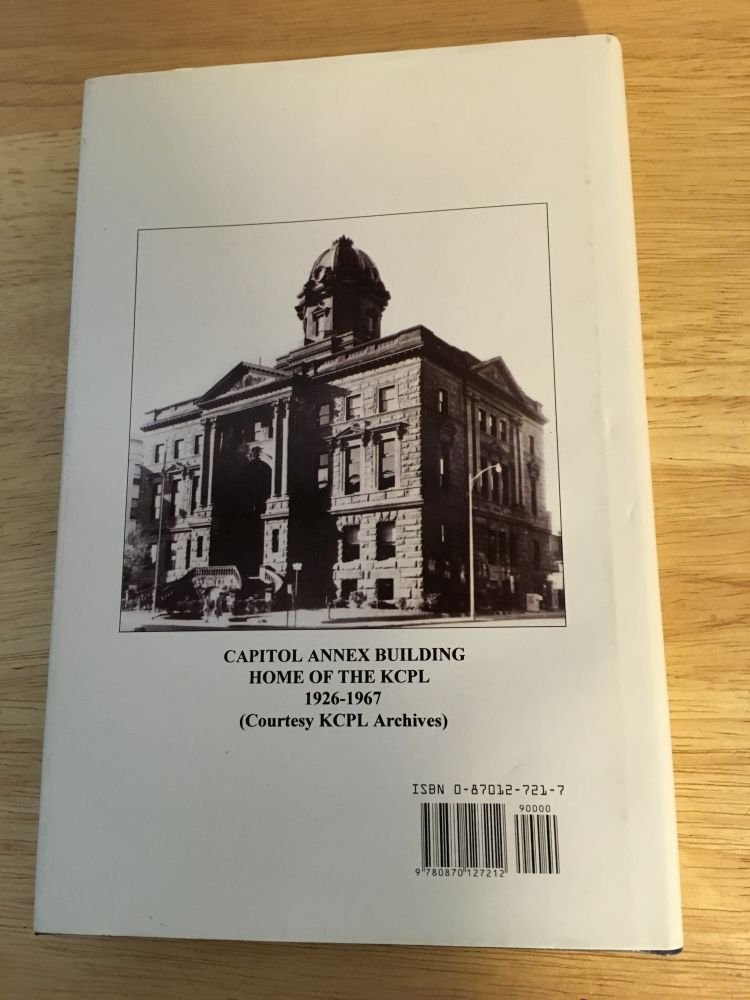 CAPITOL ANNEX BUILDING
HOME OF THE KCPL
1926-1967
(Courtesy KCPL Archives)
ISBN 0-87012-721-7
90000
9 780870 127212